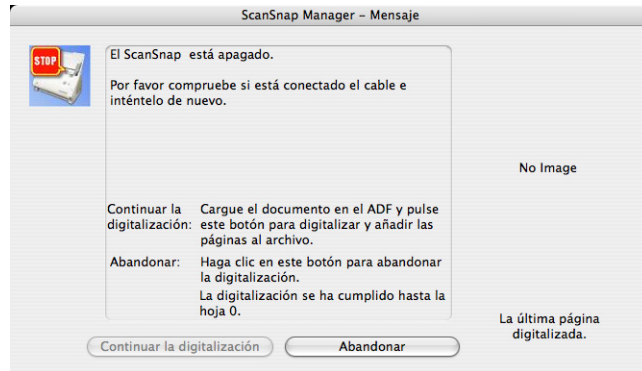 ScanSnap Manager – Mensaje
STOP
El ScanSnap está apagado.
Por favor compruebe si está conectado el cable e
inténtelo de nuevo.
No Image
Continuar la
digitalización:
Cargue el documento en el ADF y pulse
este botón para digitalizar y añadir las
páginas al archivo.
Abandonar:
Haga clic en este botón para abandonar
la digitalización.
La digitalización se ha cumplido hasta la
hoja 0.
La última página
digitalizada.
Continuar la digitalización
Abandonar